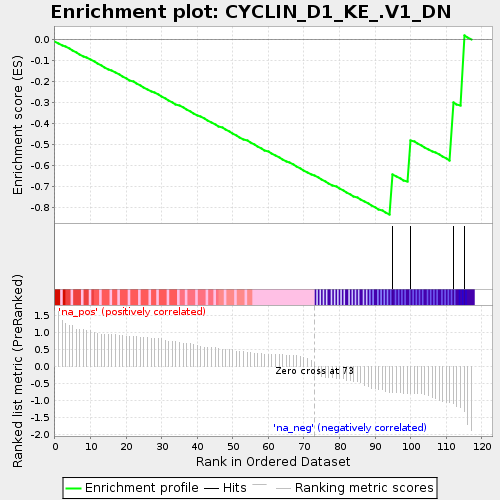 Enrichment plot: CYCLIN_D1_KE_.V1_DN
Enrichment score (ES)
0.0
-0.1
-0.2
-0.3
-0.4
-0.5
-0.6
-0.7
-0.8
Ranked list metric (PreRanked)
1.5
1.0
0.5
0.0
-0.5
-1.0
-1.5
-2.0
'na_pos' (positively correlated)
Zero cross at 73
'na_neg' (negatively correlated)
0 10 20 30 40 50 60 70 80 90 100 110 120
Rank in Ordered Dataset
Enrichment profile Hits Ranking metric scores